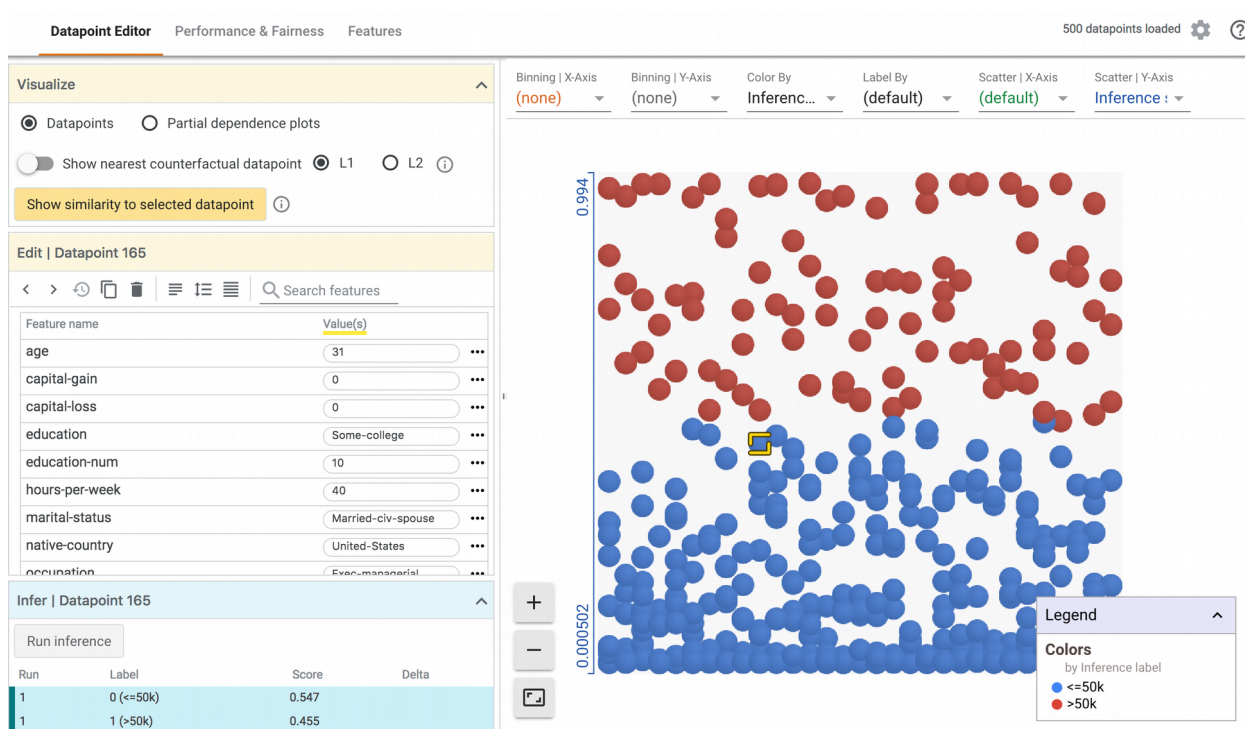 Datapoint Editor Performance & Fairness Features 500 datapoints loaded
Visualize
Datapoints Partial dependence plots
Show nearest counterfactual datapoint L1 L2
Show similarity to selected datapoint
Edit | Datapoint 165
Search features
Feature name Value(s)
age 31
capital-gain 0
capital-loss 0
education Some-college
education-num 10
hours-per-week 40
marital-status Married-civ-spouse
native-country United-States
occupation Exec-managerial
Infer | Datapoint 165
Run inference
Run Label Score Delta
1 0 (<=50k) 0.547
1 1 (>50k) 0.455
Binning | X-Axis Binning | Y-Axis Color By Label By Scatter | X-Axis Scatter | Y-Axis
(none) (none) Inferenc... (default) (default) Inference s
0.994
0.000502
Legend
Colors
by Inference label
<=50k
>50k